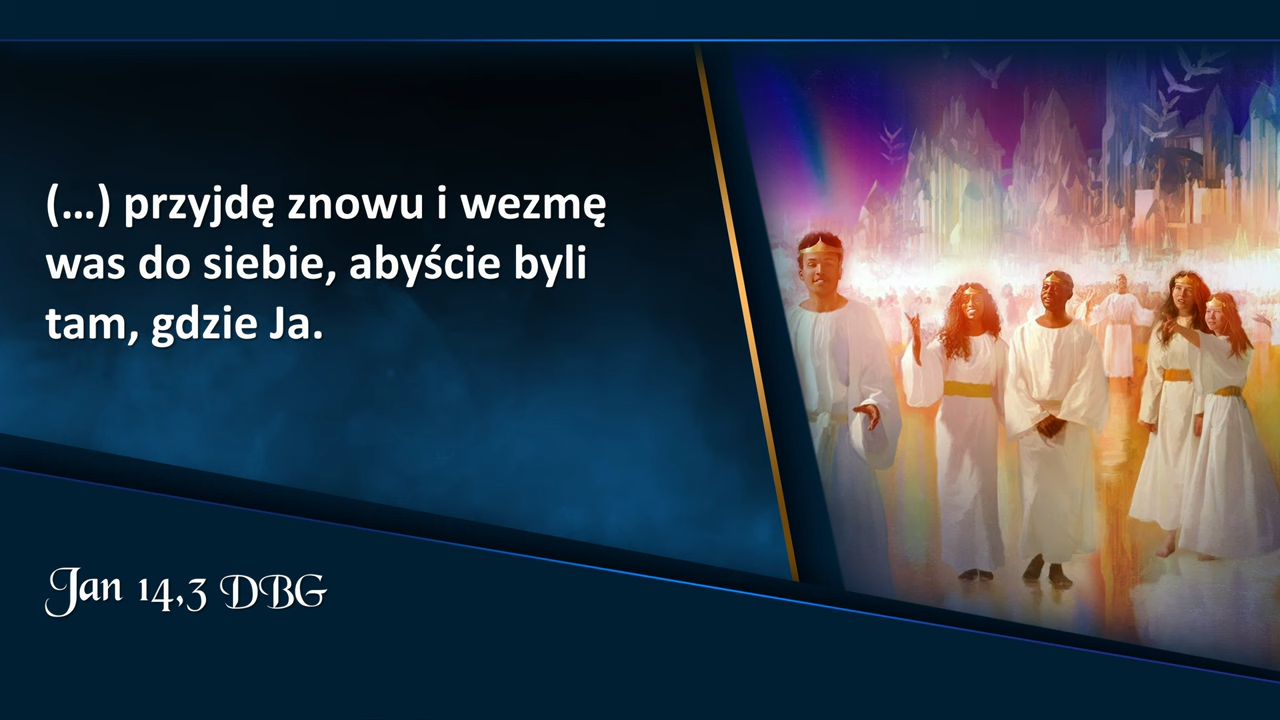 (...) przyjdę znowu i wezmę
was do siebie, abyście byli
tam, gdzie Ja.
Jan 14,3 DBG